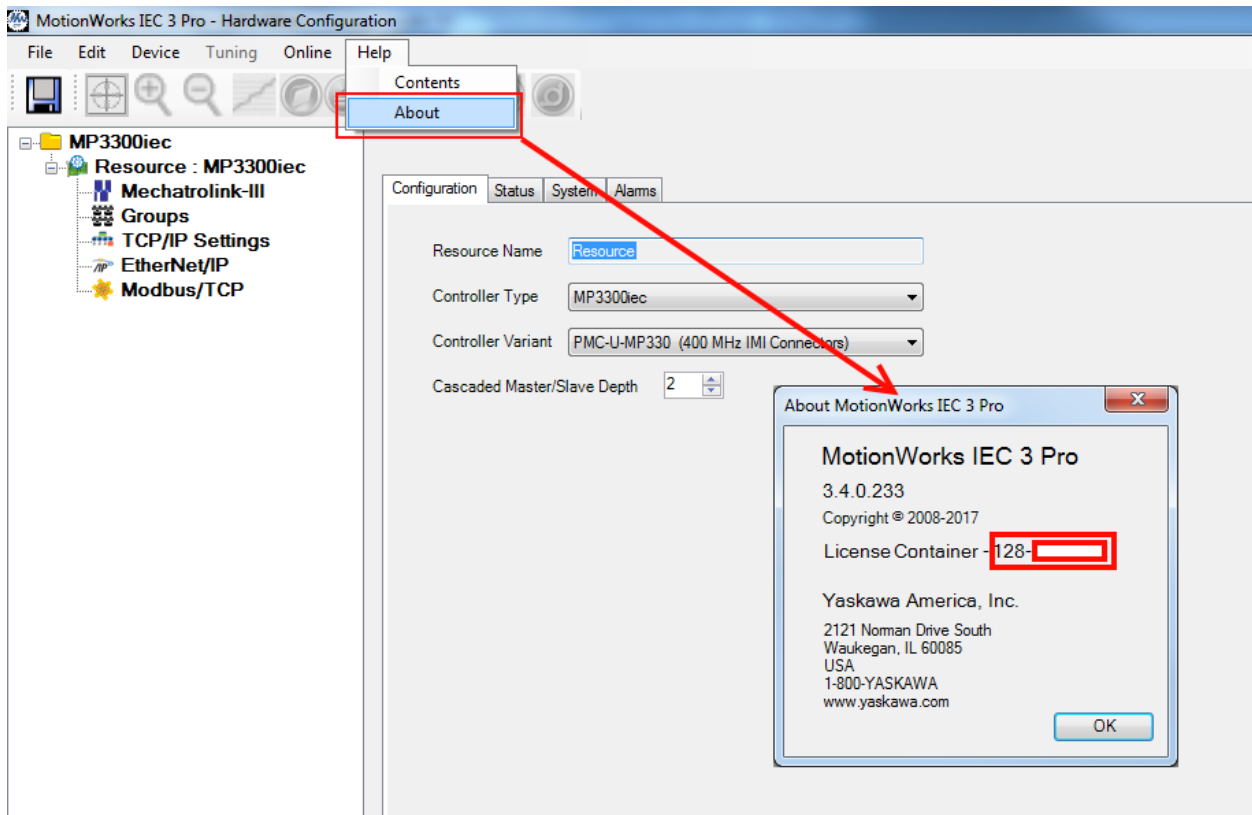 MotionWorks IEC 3 Pro - Hardware Configuration
File Edit Device Tuning Online Help
Contents
About
MP3300iec
Resource : MP3300iec
Mechatrolink-III
Groups
TCP/IP Settings
EtherNet/IP
Modbus/TCP
Configuration Status System Alarms
Resource Name Resource
Controller Type MP3300iec
Controller Variant PMC-U-MP330 (400 MHz IMI Connectors)
Cascaded Master/Slave Depth 2
About MotionWorks IEC 3 Pro
MotionWorks IEC 3 Pro
3.4.0.233
Copyright © 2008-2017
License Container - 128-
Yaskawa America, Inc.
2121 Norman Drive South
Waukegan, IL 60085
USA
1-800-YASKAWA
www.yaskawa.com
OK